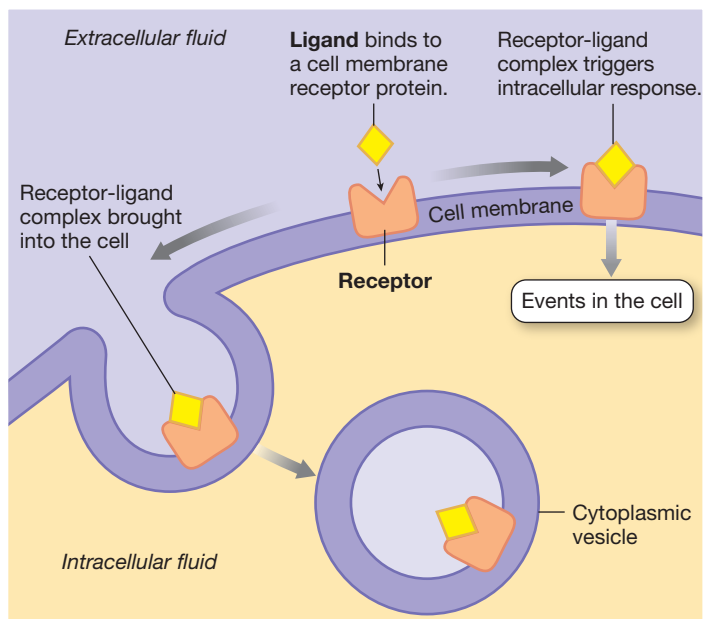 Extracellular fluid
Ligand binds to
a cell membrane
receptor protein.
Receptor-ligand
complex triggers
intracellular response.
Receptor-ligand
complex brought
into the cell
Cell membrane
Receptor
Events in the cell
Cytoplasmic
vesicle
Intracellular fluid